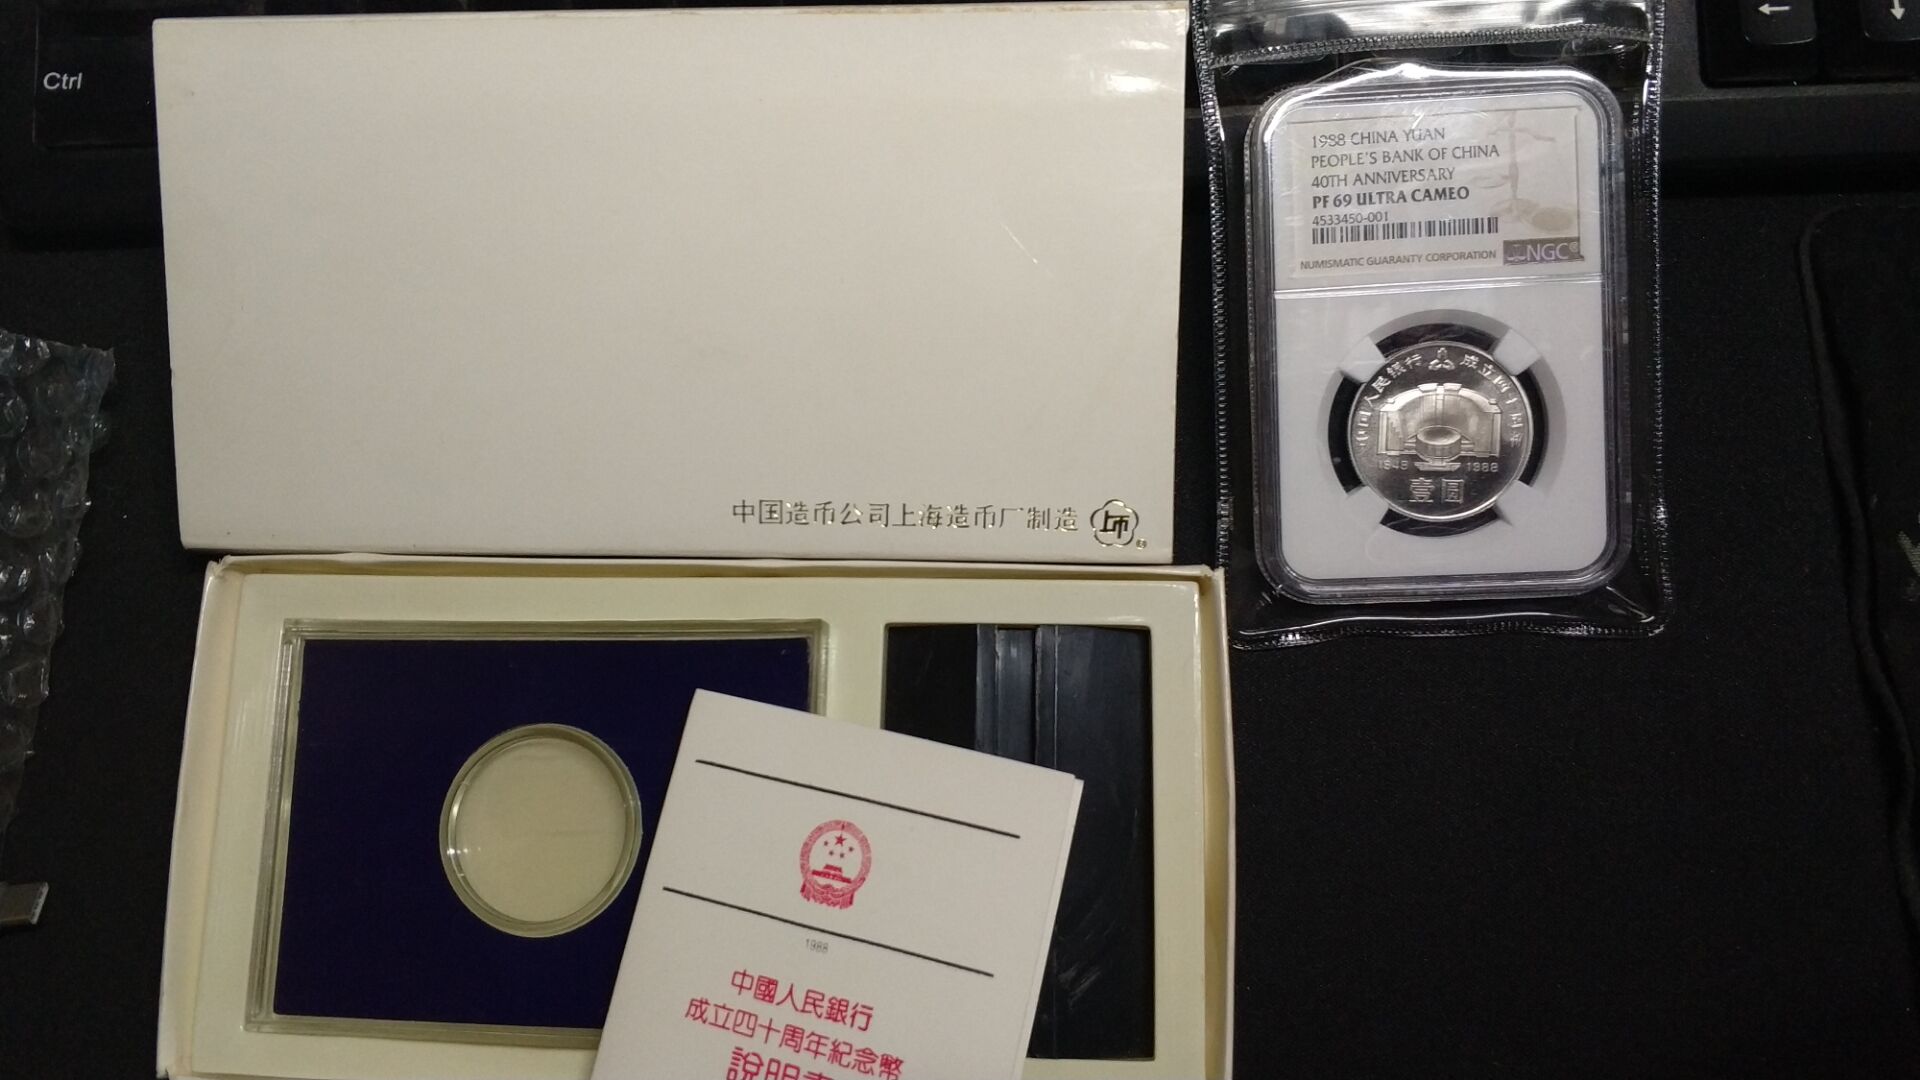 Ctrl
中国造币公司上海造币厂制造
1988 CHINA YUAN
PEOPLE'S BANK OF CHINA
40TH ANNIVERSARY
PF 69 ULTRA CAMEO
4533450-001
NUMISMATIC GUARANTY CORPORATION NGC
中国人民银行 成立四十周年
1948 1988
壹圆
1988
中國人民銀行
成立四十周年紀念幣
說明書